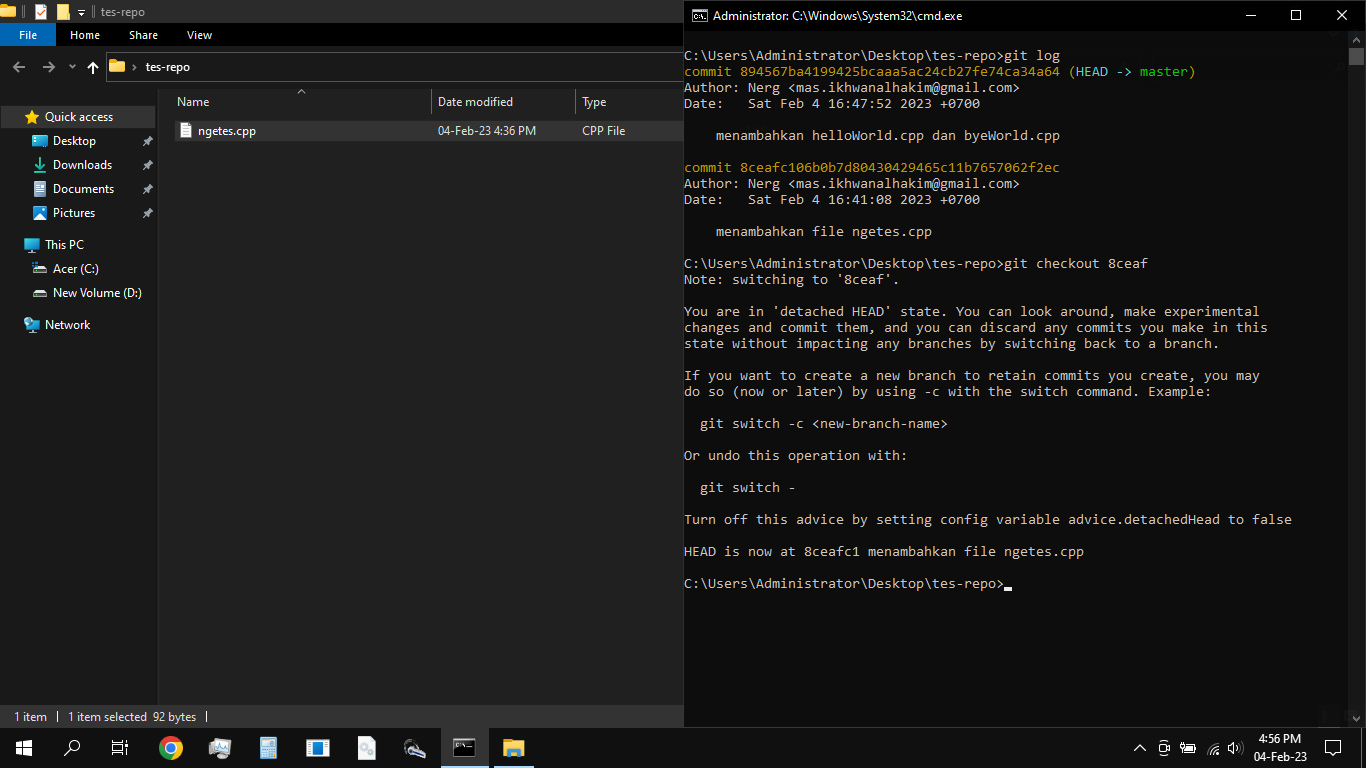 tes-repo
File Home Share View
tes-repo
Name Date modified Type
ngetes.cpp 04-Feb-23 4:36 PM CPP File
Quick access
Desktop
Downloads
Documents
Pictures
This PC
Acer (C:)
New Volume (D:)
Network
1 item 1 item selected 92 bytes
Administrator: C:\Windows\System32\cmd.exe
C:\Users\Administrator\Desktop\tes-repo>git log
commit 894567ba4199425bcaaa5ac24cb27fe74ca34a64 (HEAD -> master)
Author: Nerg <mas.ikhwanalhakim@gmail.com>
Date:   Sat Feb 4 16:47:52 2023 +0700
menambahkan helloWorld.cpp dan byeWorld.cpp
commit 8ceafc106b0b7d80430429465c11b7657062f2ec
Author: Nerg <mas.ikhwanalhakim@gmail.com>
Date:   Sat Feb 4 16:41:08 2023 +0700
menambahkan file ngetes.cpp
C:\Users\Administrator\Desktop\tes-repo>git checkout 8ceaf
Note: switching to '8ceaf'.
You are in 'detached HEAD' state. You can look around, make experimental
changes and commit them, and you can discard any commits you make in this
state without impacting any branches by switching back to a branch.
If you want to create a new branch to retain commits you create, you may
do so (now or later) by using -c with the switch command. Example:
git switch -c <new-branch-name>
Or undo this operation with:
git switch -
Turn off this advice by setting config variable advice.detachedHead to false
HEAD is now at 8ceafc1 menambahkan file ngetes.cpp
C:\Users\Administrator\Desktop\tes-repo>
4:56 PM
04-Feb-23